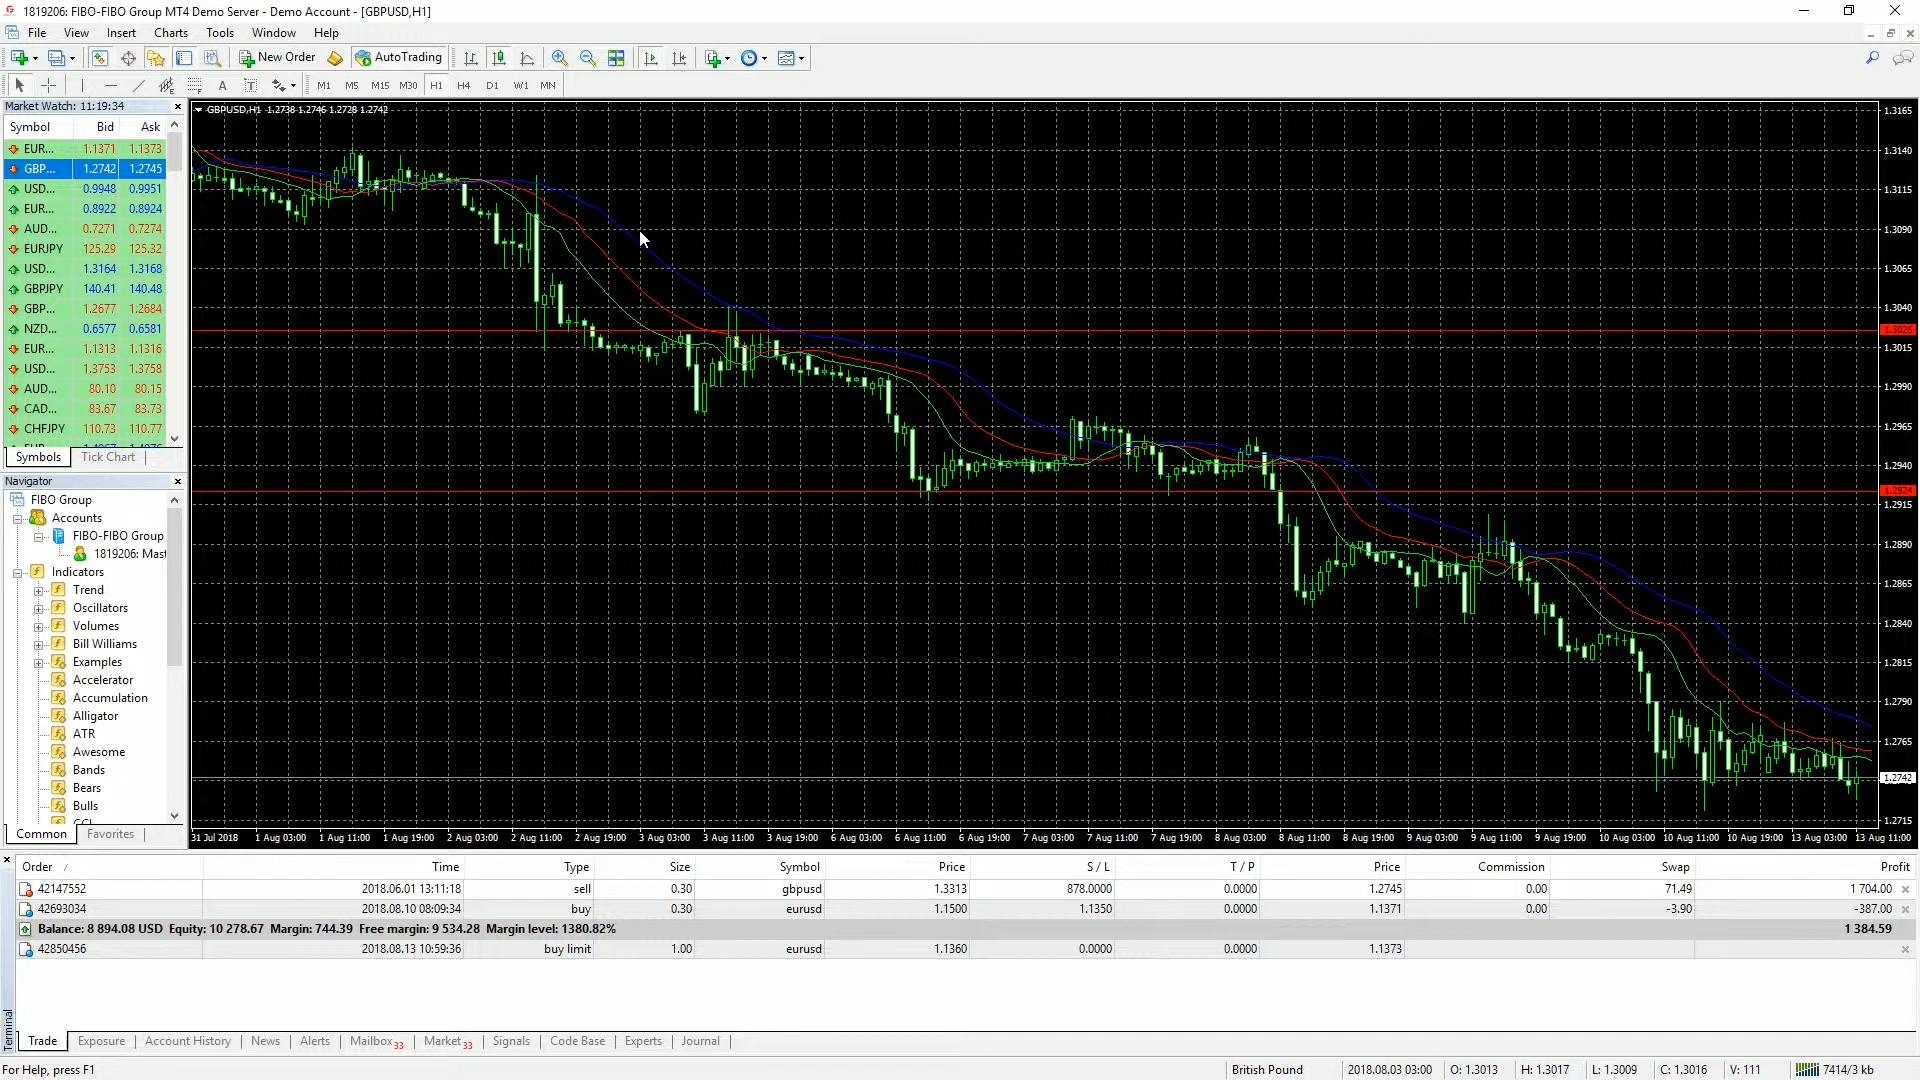 1819206: FIBO-FIBO Group MT4 Demo Server - Demo Account - [GBPUSD,H1]
File View Insert Charts Tools Window Help
New Order AutoTrading
A T M1 M5 M15 M30 H1 H4 D1 W1 MN
Market Watch: 11:19:34
Symbol Bid Ask
EUR... 1.1371 1.1373
GBP... 1.2742 1.2745
USD... 0.9948 0.9951
EUR... 0.8922 0.8924
AUD... 0.7271 0.7274
EURJPY 125.29 125.32
USD... 1.3164 1.3168
GBPJPY 140.41 140.48
GBP... 1.2677 1.2684
NZD... 0.6577 0.6581
EUR... 1.1313 1.1316
USD... 1.3753 1.3758
AUD... 80.10 80.15
CAD... 83.67 83.73
CHFJPY 110.73 110.77
Symbols Tick Chart
Navigator
FIBO Group
Accounts
FIBO-FIBO Group
1819206: Mast
Indicators
Trend
Oscillators
Volumes
Bill Williams
Examples
Accelerator
Accumulation
Alligator
ATR
Awesome
Bands
Bears
Bulls
Common Favorites
GBPUSD,H1 1.2738 1.2746 1.2728 1.2742
1.3165
1.3140
1.3115
1.3090
1.3065
1.3040
1.3026
1.3015
1.2990
1.2965
1.2940
1.2924
1.2915
1.2890
1.2865
1.2840
1.2815
1.2790
1.2765
1.2742
1.2715
31 Jul 2018 1 Aug 03:00 1 Aug 11:00 1 Aug 19:00 2 Aug 03:00 2 Aug 11:00 2 Aug 19:00 3 Aug 03:00 3 Aug 11:00 3 Aug 19:00 6 Aug 03:00 6 Aug 11:00 6 Aug 19:00 7 Aug 03:00 7 Aug 11:00 7 Aug 19:00 8 Aug 03:00 8 Aug 11:00 8 Aug 19:00 9 Aug 03:00 9 Aug 11:00 9 Aug 19:00 10 Aug 03:00 10 Aug 11:00 10 Aug 19:00 13 Aug 03:00 13 Aug 11:00
Order / Time Type Size Symbol Price S / L T / P Price Commission Swap Profit
42147552 2018.06.01 13:11:18 sell 0.30 gbpusd 1.3313 878.0000 0.0000 1.2745 0.00 71.49 1 704.00
42693034 2018.08.10 08:09:34 buy 0.30 eurusd 1.1500 1.1350 0.0000 1.1371 0.00 -3.90 -387.00
Balance: 8 894.08 USD Equity: 10 278.67 Margin: 744.39 Free margin: 9 534.28 Margin level: 1380.82% 1 384.59
42850456 2018.08.13 10:59:36 buy limit 1.00 eurusd 1.1360 0.0000 0.0000 1.1373
Terminal
Trade Exposure Account History News Alerts Mailbox 33 Market 33 Signals Code Base Experts Journal
For Help, press F1 British Pound 2018.08.03 03:00 O: 1.3013 H: 1.3017 L: 1.3009 C: 1.3016 V: 111 7414/3 kb